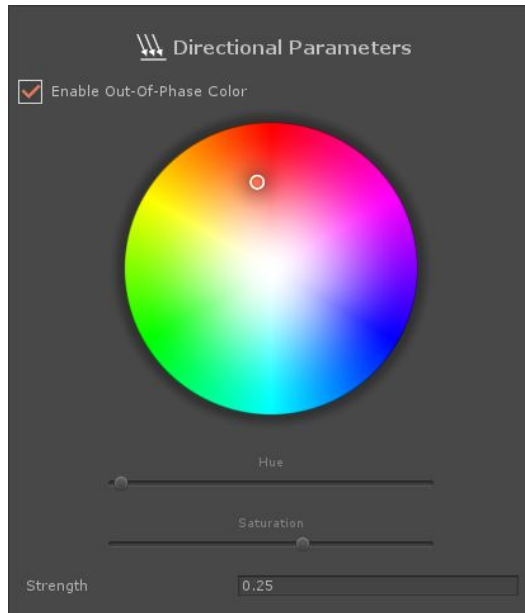 Directional Parameters
Enable Out-Of-Phase Color
Hue
Saturation
Strength 0.25